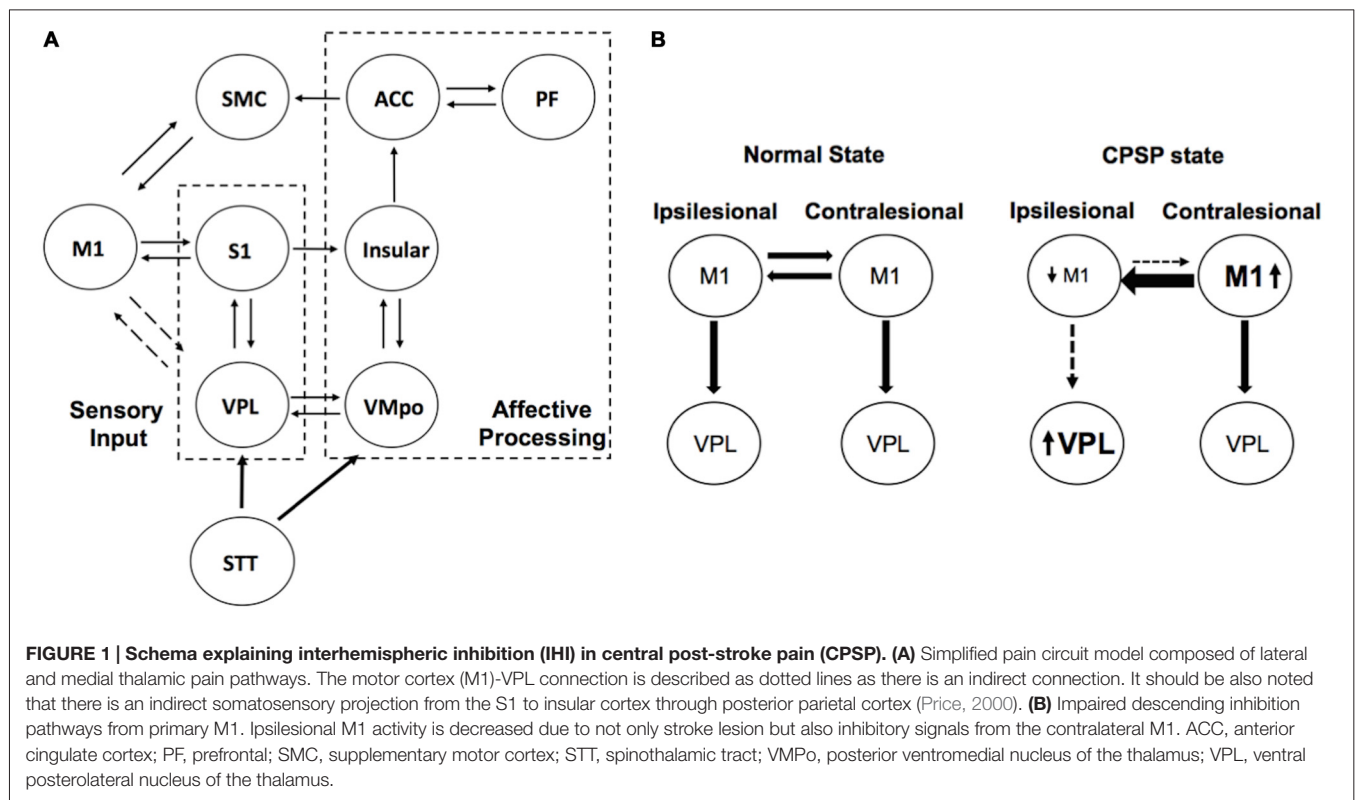 A
SMC
ACC
PF
M1
S1
Insular
Sensory
Input
VPL
VMpo
Affective
Processing
STT
B
Normal State
CPSP state
Ipsilesional
Contralesional
Ipsilesional
Contralesional
M1
M1
↓ M1
M1↑
VPL
VPL
↑VPL
VPL
FIGURE 1 | Schema explaining interhemispheric inhibition (IHI) in central post-stroke pain (CPSP). (A) Simplified pain circuit model composed of lateral
and medial thalamic pain pathways. The motor cortex (M1)-VPL connection is described as dotted lines as there is an indirect connection. It should be also noted
that there is an indirect somatosensory projection from the S1 to insular cortex through posterior parietal cortex (Price, 2000). (B) Impaired descending inhibition
pathways from primary M1. Ipsilesional M1 activity is decreased due to not only stroke lesion but also inhibitory signals from the contralateral M1. ACC, anterior
cingulate cortex; PF, prefrontal; SMC, supplementary motor cortex; STT, spinothalamic tract; VMPo, posterior ventromedial nucleus of the thalamus; VPL, ventral
posterolateral nucleus of the thalamus.